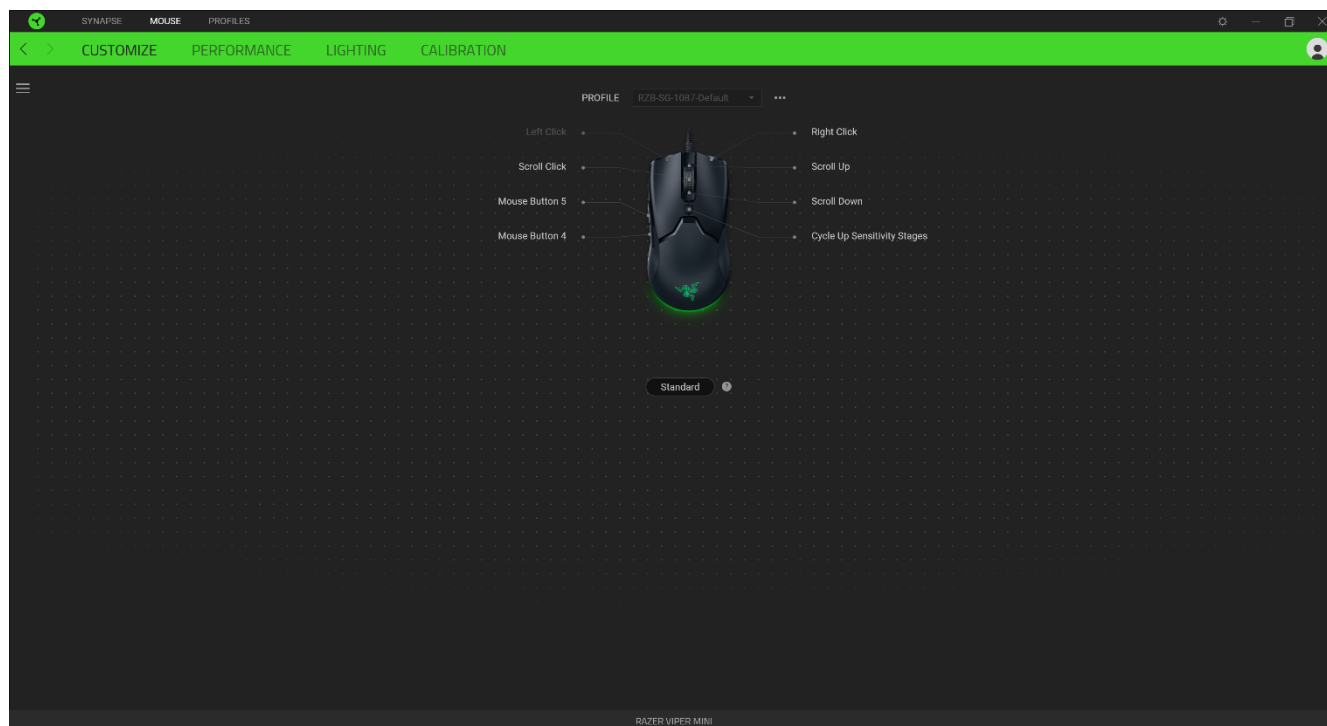 SYNAPSE MOUSE PROFILES
CUSTOMIZE PERFORMANCE LIGHTING CALIBRATION
PROFILE RZB-SG-1087-Default
Left Click Right Click
Scroll Click Scroll Up
Mouse Button 5 Scroll Down
Mouse Button 4 Cycle Up Sensitivity Stages
Standard ?
RAZER VIPER MINI